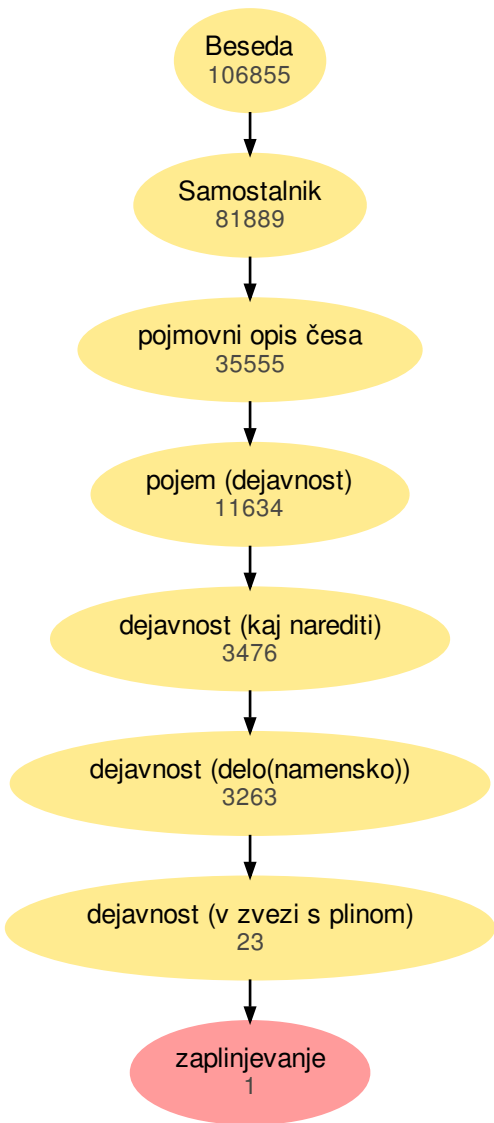 Beseda
106855
Samostalnik
81889
pojmovni opis česa
35555
pojem (dejavnost)
11634
dejavnost (kaj narediti)
3476
dejavnost (delo(namensko))
3263
dejavnost (v zvezi s plinom)
23
zaplinjevanje
1